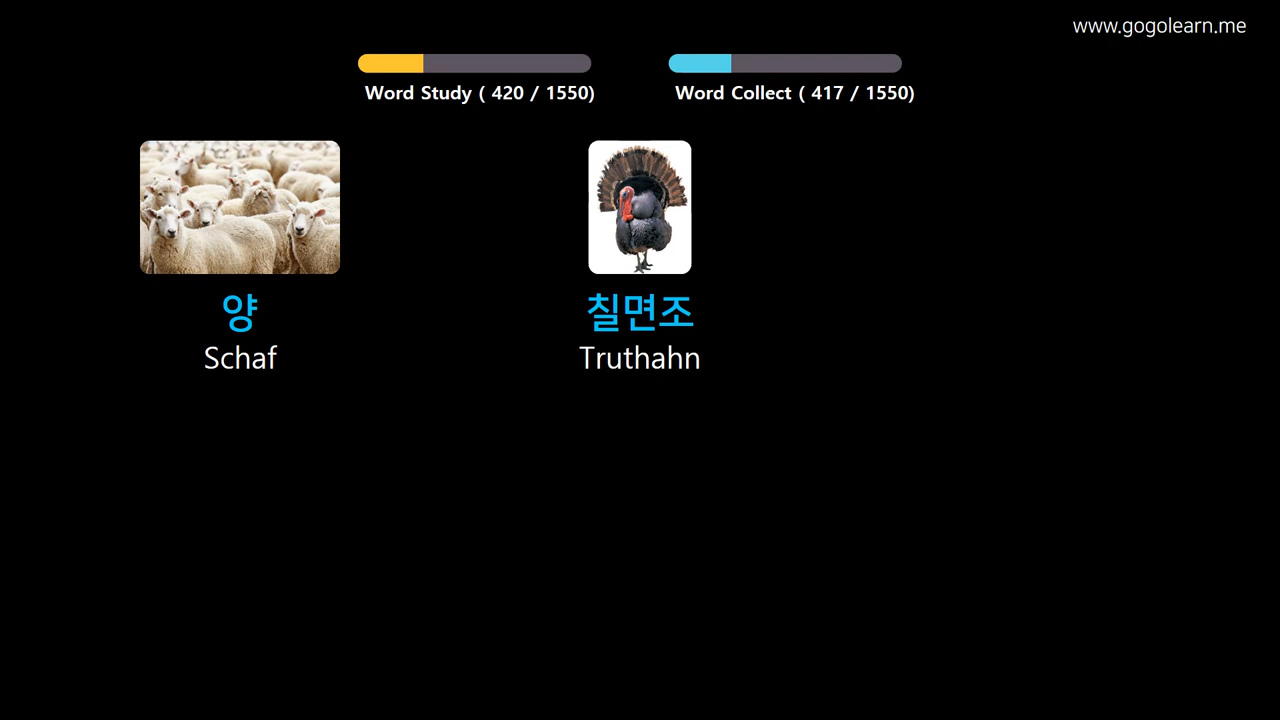 www.gogolearn.me
Word Study ( 420 / 1550)
Word Collect ( 417 / 1550)
양
Schaf
칠면조
Truthahn